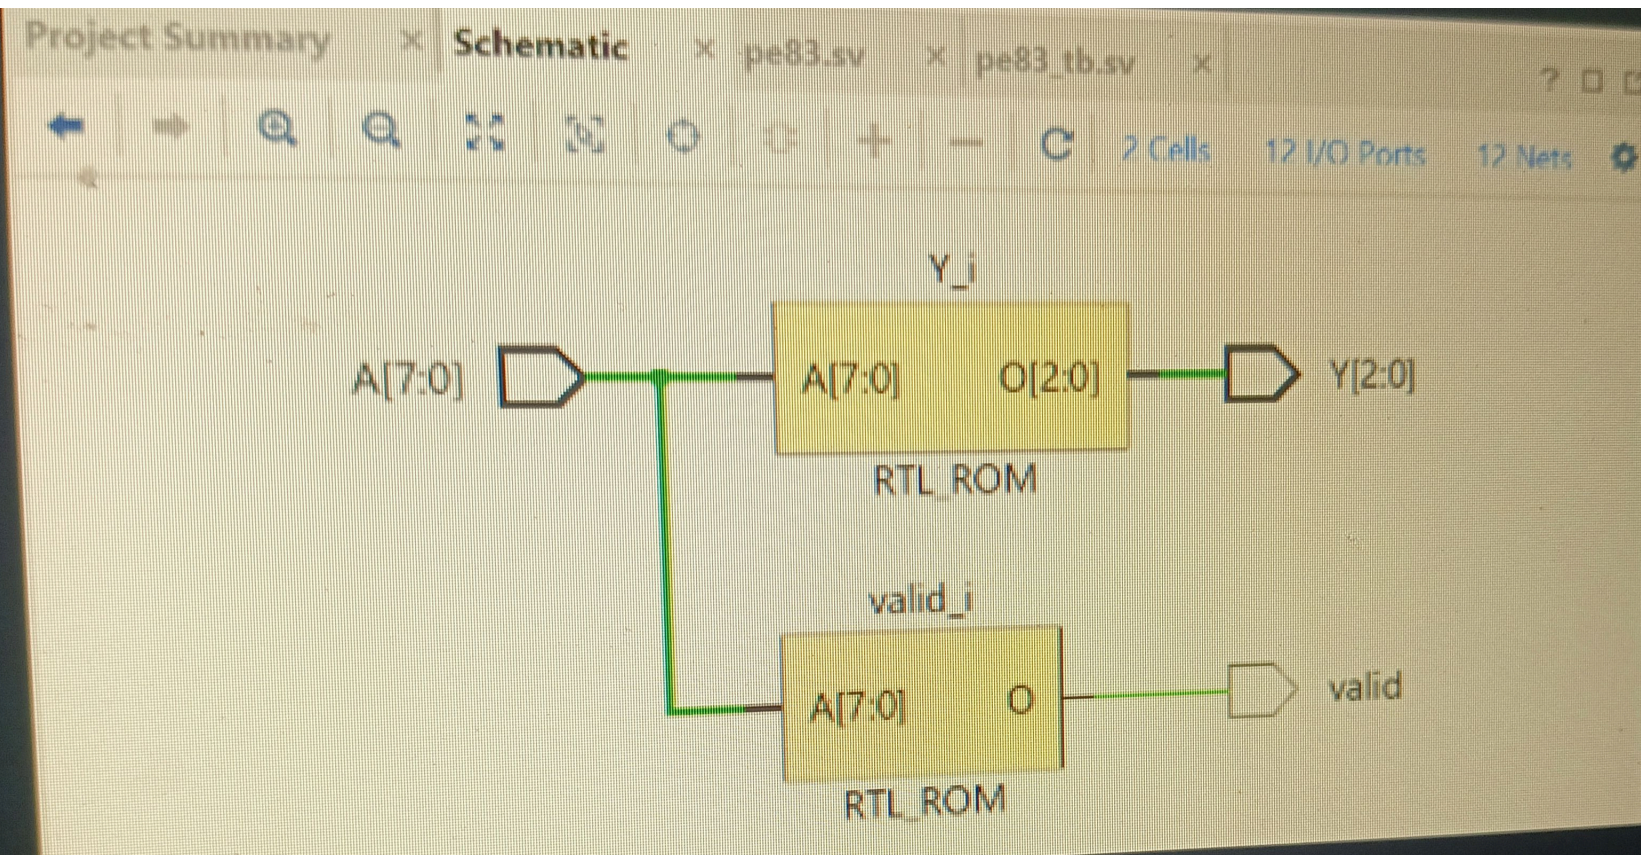 Project Summary × Schematic × pe83.sv × pe83_tb.sv ×
? 
2 Cells 12 I/O Ports 12 Nets
Y_i
A[7:0] A[7:0] O[2:0] Y[2:0]
RTL_ROM
valid_i
A[7:0] O valid
RTL_ROM